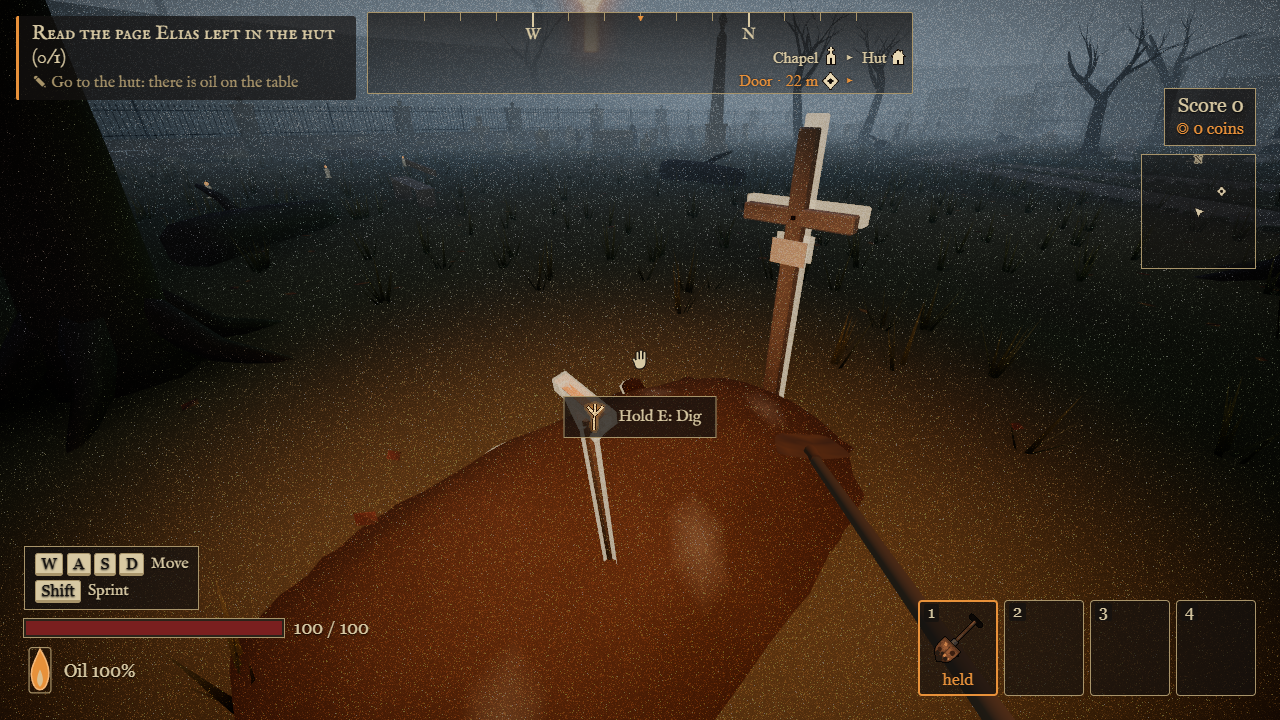 Read the page Elias left in the hut
(0/1)
Go to the hut: there is oil on the table
W
N
Chapel
Hut
Door · 22 m
Score 0
0 coins
Hold E: Dig
W A S D Move
Shift Sprint
100 / 100
Oil 100%
1
held
2
3
4